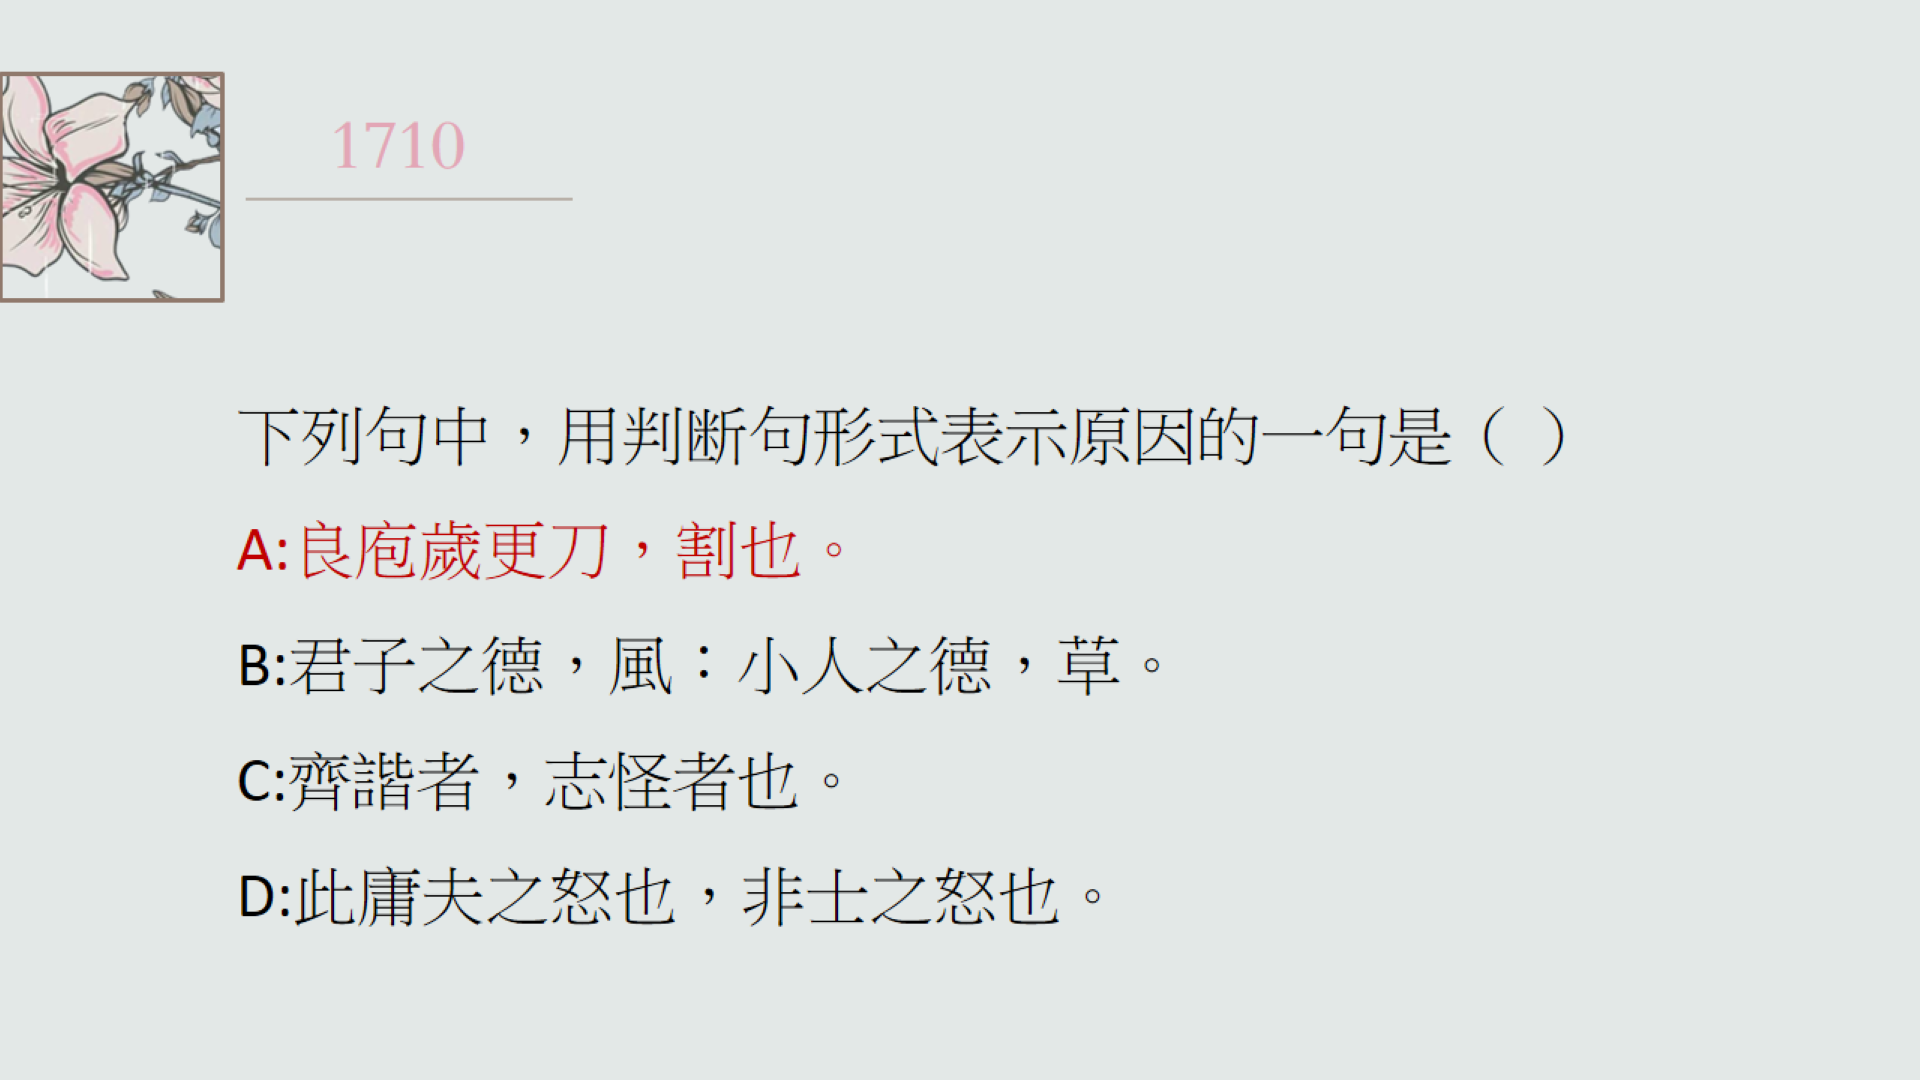 1710
下列句中，用判断句形式表示原因的一句是（ ）
A:良庖歲更刀，割也。
B:君子之德，風：小人之德，草。
C:齊諧者，志怪者也。
D:此庸夫之怒也，非士之怒也。